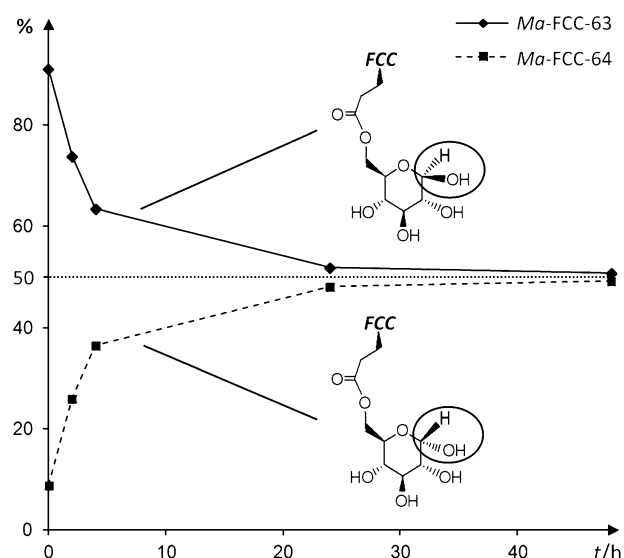 %
Ma-FCC-63
Ma-FCC-64
FCC
O
O
O
H
OH
HO
OH
OH
FCC
O
O
O
H
OH
HO
OH
OH
80
60
50
40
20
0
0 10 20 30 40 t/h